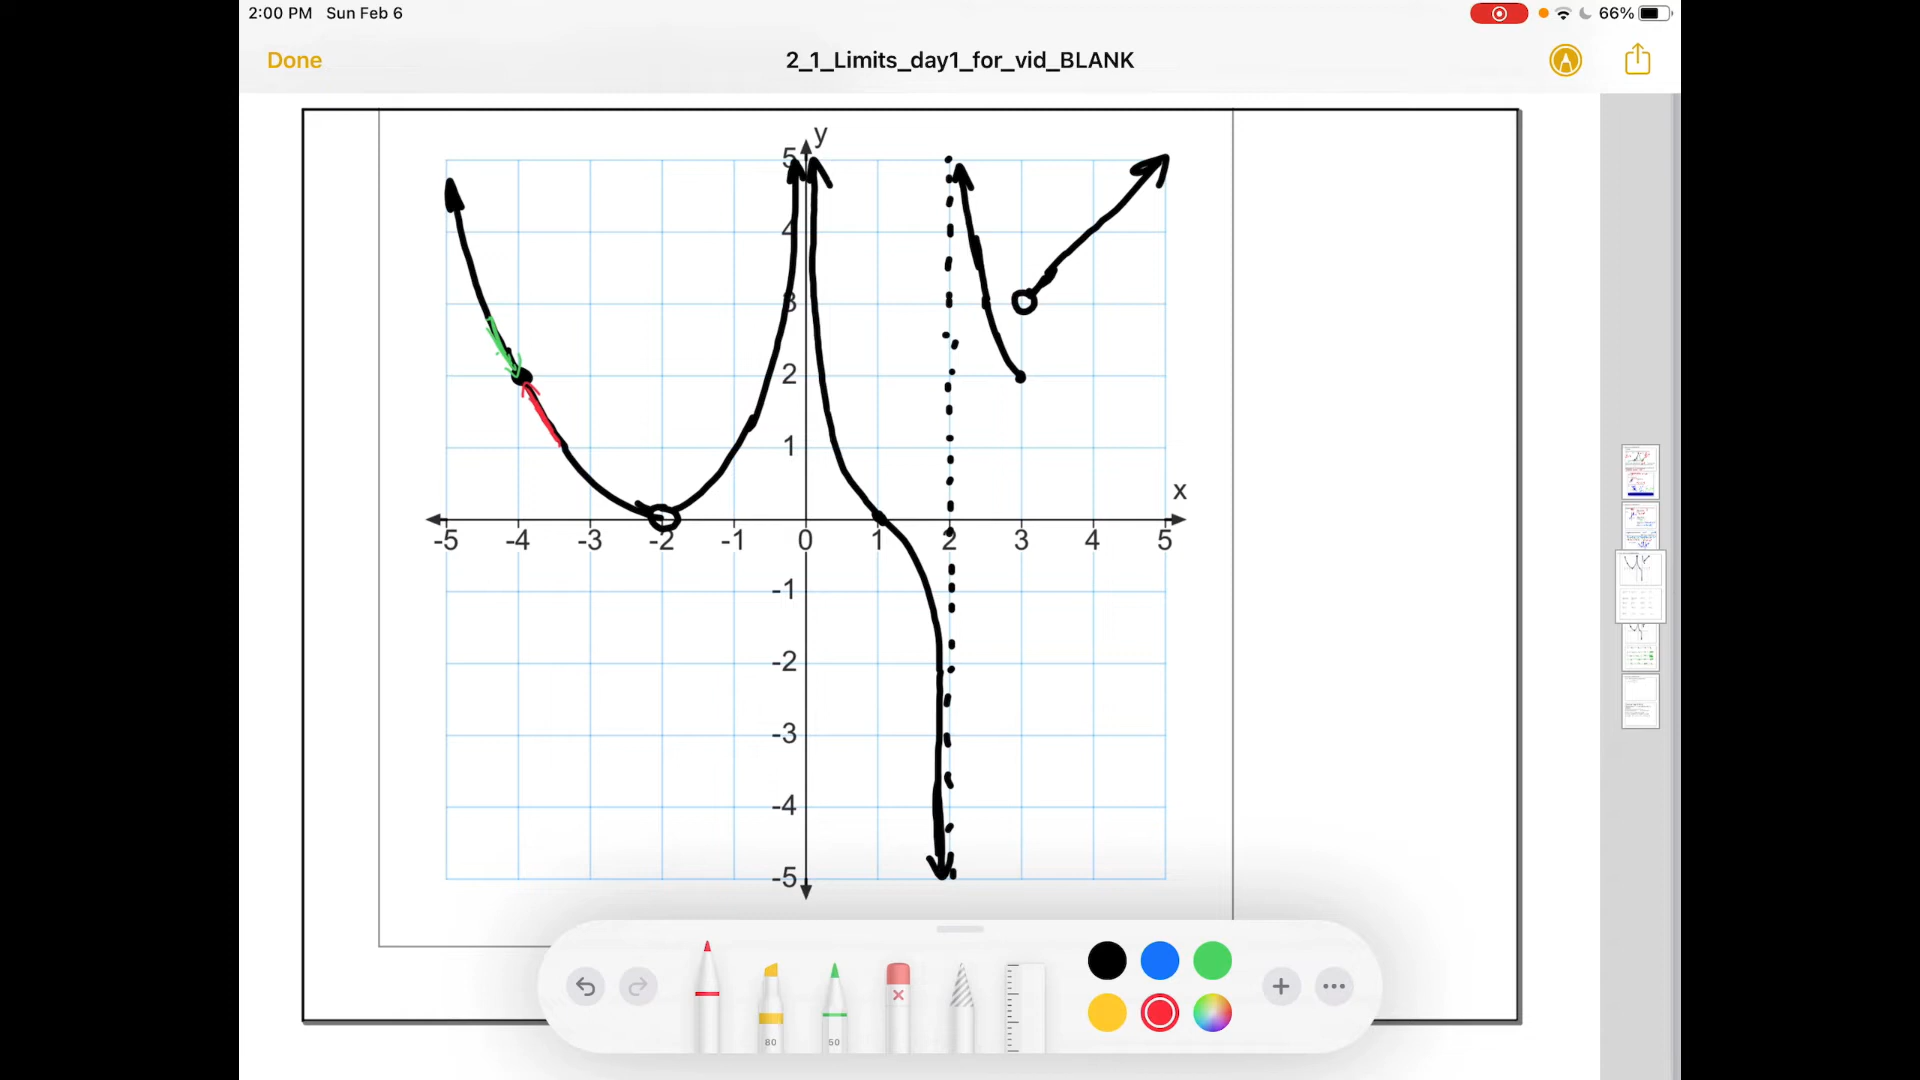 2:00 PM Sun Feb 6
66%
Done
2_1_Limits_day1_for_vid_BLANK
y
5
4
3
2
1
x
-5 -4 -3 -2 -1 0 1 2 3 4 5
-1
-2
-3
-4
-5
80 50